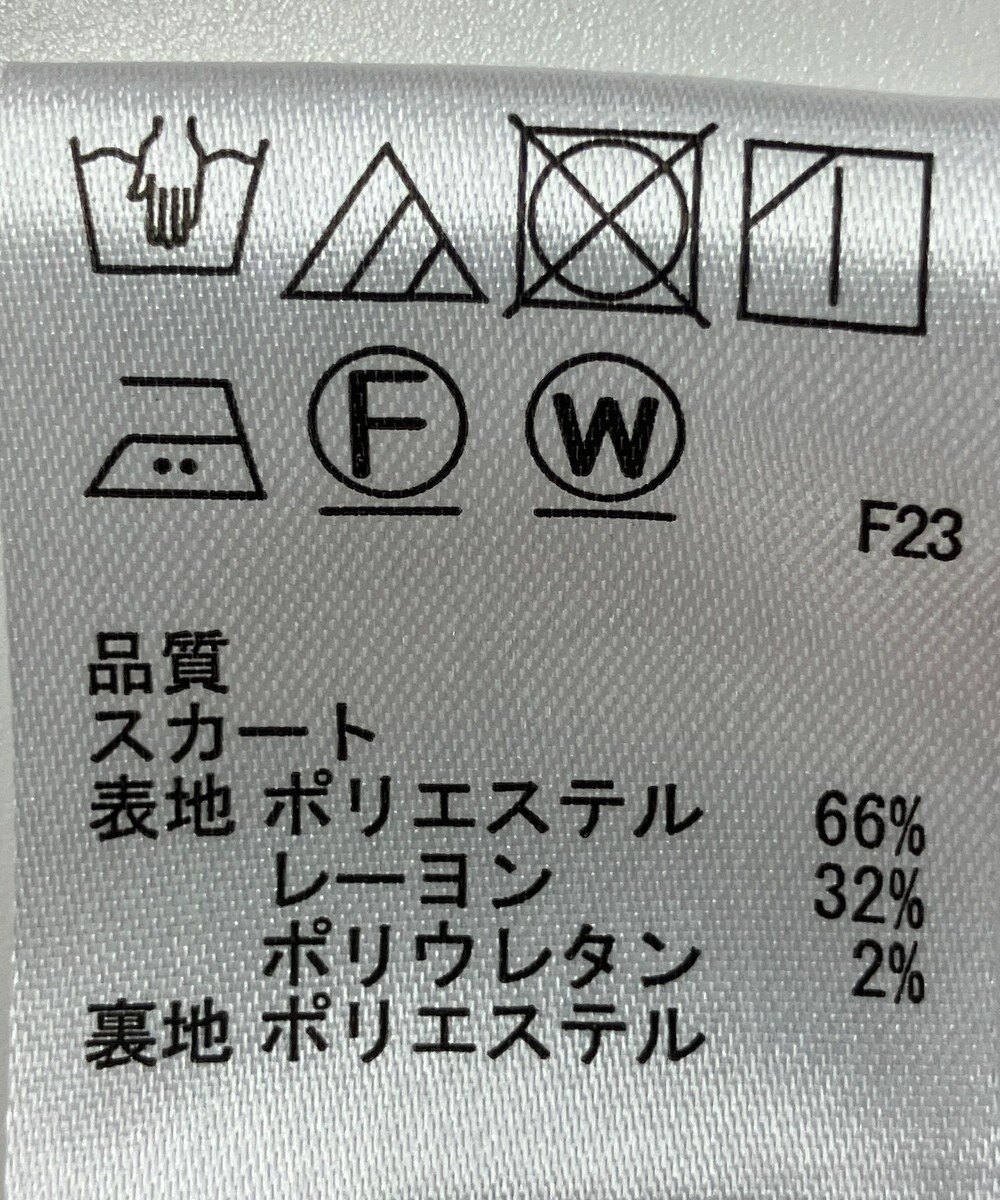 F W
F23
品質
スカート
表地 ポリエステル 66%
レーヨン 32%
ポリウレタン 2%
裏地 ポリエステル